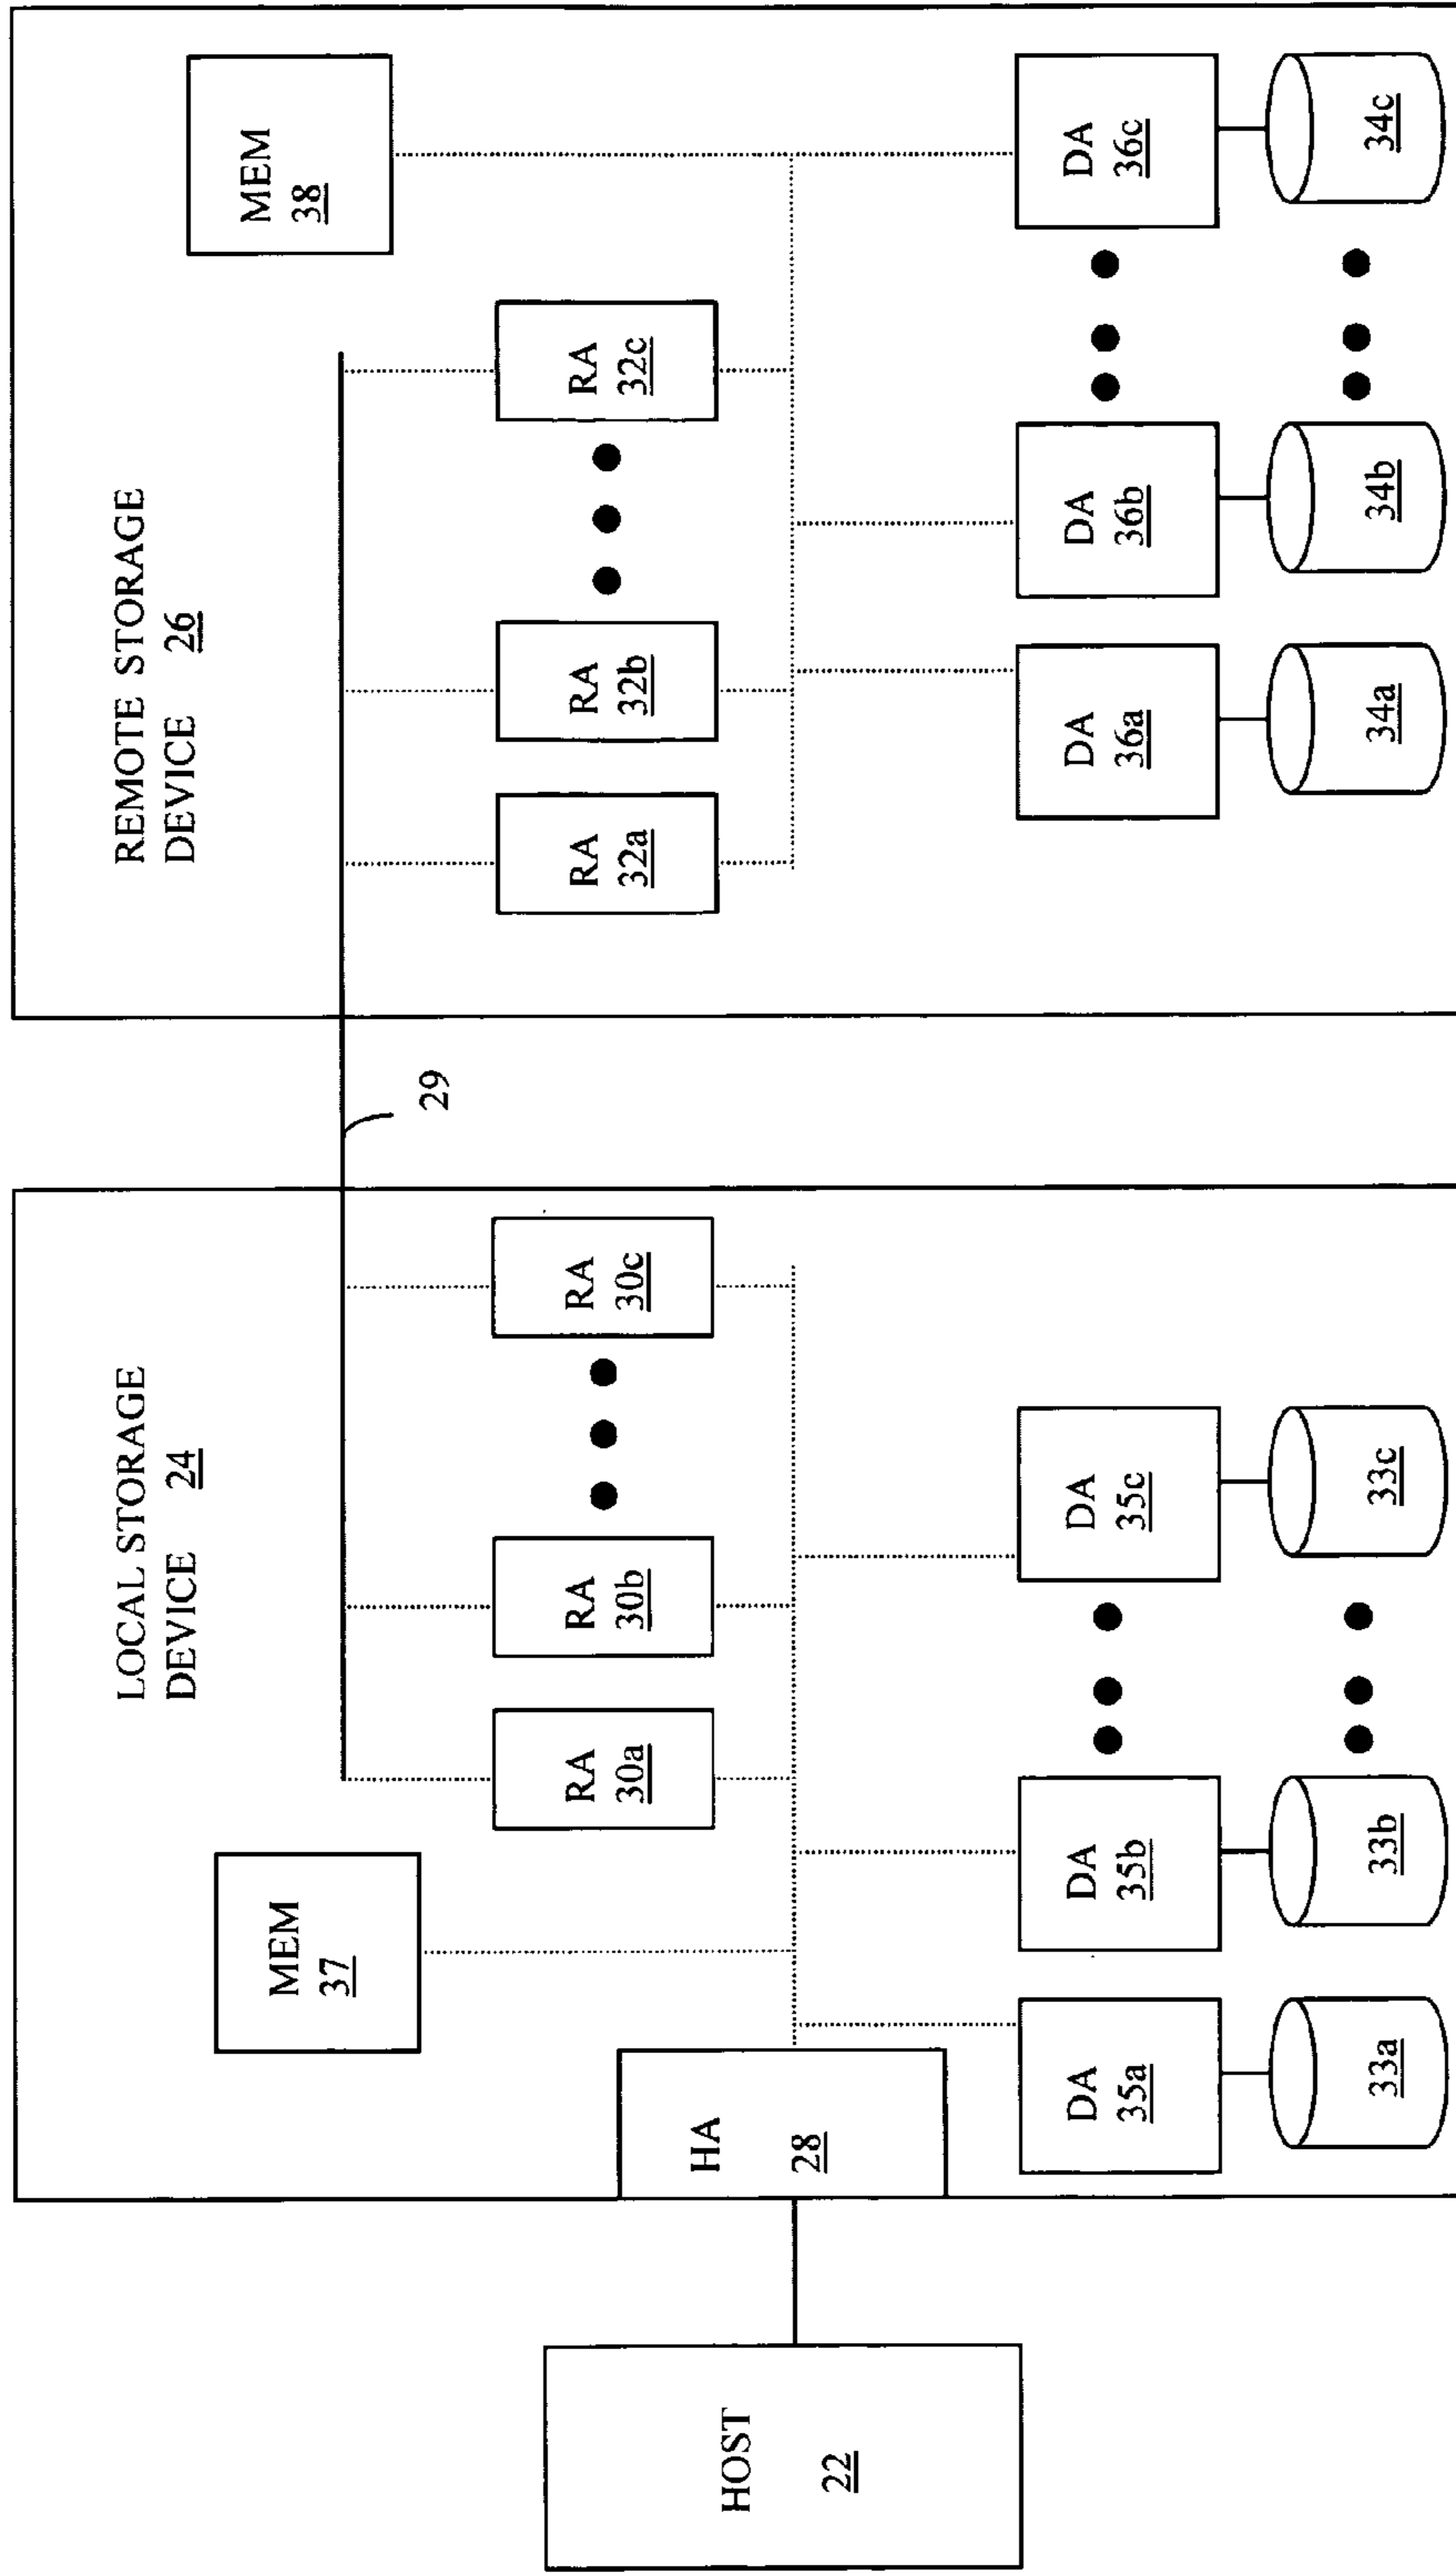 HOST
22
LOCAL STORAGE
DEVICE 24
MEM
37
RA
30a
RA
30b
RA
30c
HA
28
DA
35a
DA
35b
DA
35c
33a
33b
33c
29
REMOTE STORAGE
DEVICE 26
MEM
38
RA
32a
RA
32b
RA
32c
DA
36a
DA
36b
DA
36c
34a
34b
34c